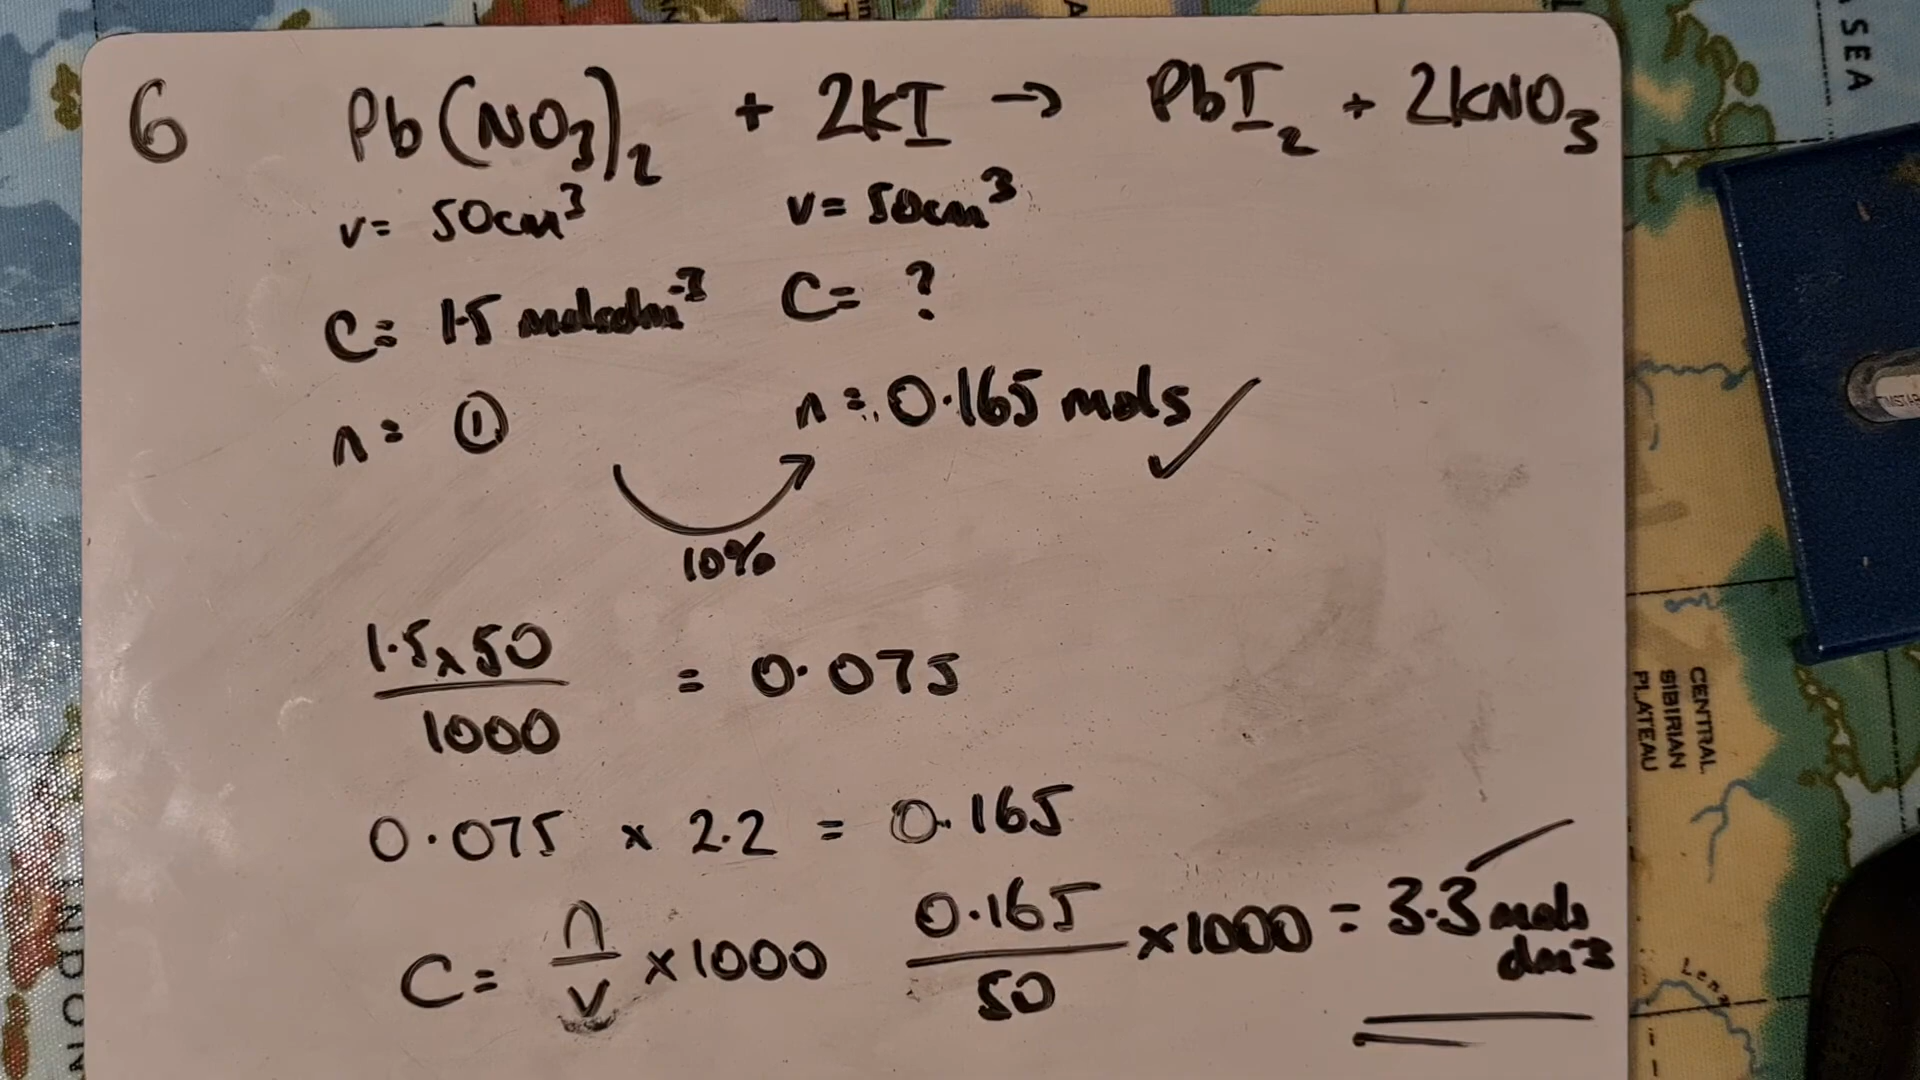 6 Pb(NO3)2 + 2KI → PbI2 + 2KNO3
v= 50cm³ v= 50cm³
C= 1.5 moldm⁻³ C= ?
n= ① n= 0.165 mols ✓
10%
1.5x50
1000
= 0.075
0.075 x 2.2 = 0.165
C= n/v x1000 0.165/50 x1000 = 3.3 mols dm⁻³ ✓
SEA
CENTRAL
SIBIRIAN
PLATEAU
Lena